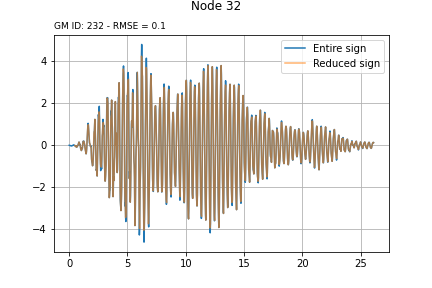 Node 32
GM ID: 232 - RMSE = 0.1
Entire sign
Reduced sign
4
2
0
−2
−4
0 5 10 15 20 25